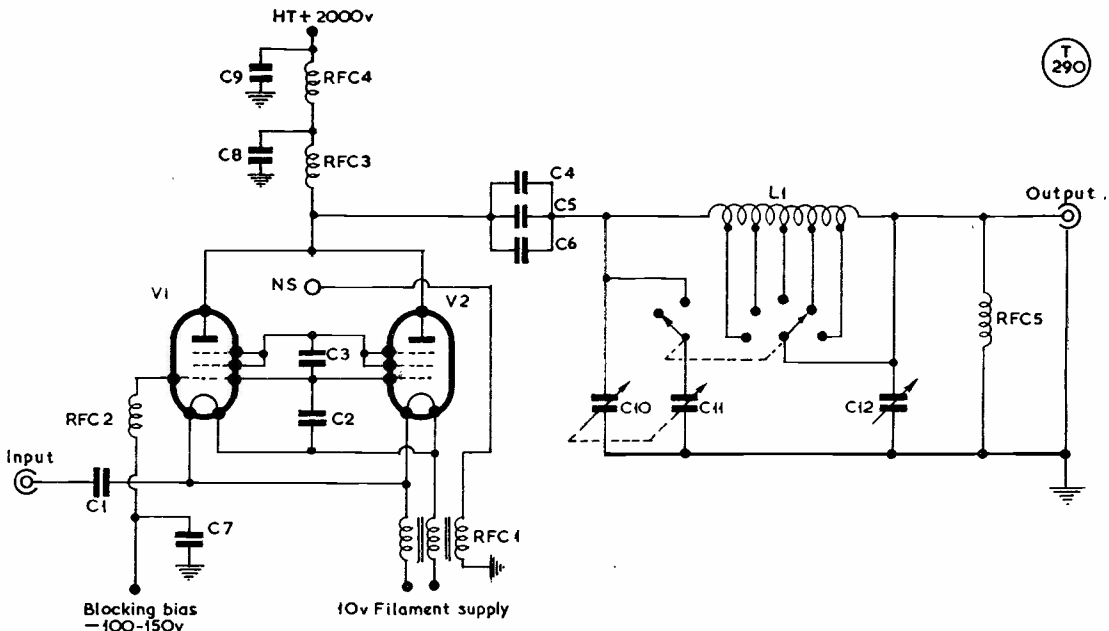 HT+ 2000v
T
290
C9
RFC4
C8
RFC3
C4
C5
C6
L1
Output
NS
V1
V2
C3
C2
RFC2
RFC5
C10
C11
C12
Input
C1
C7
RFC1
Blocking bias
—100-150v
10v Filament supply